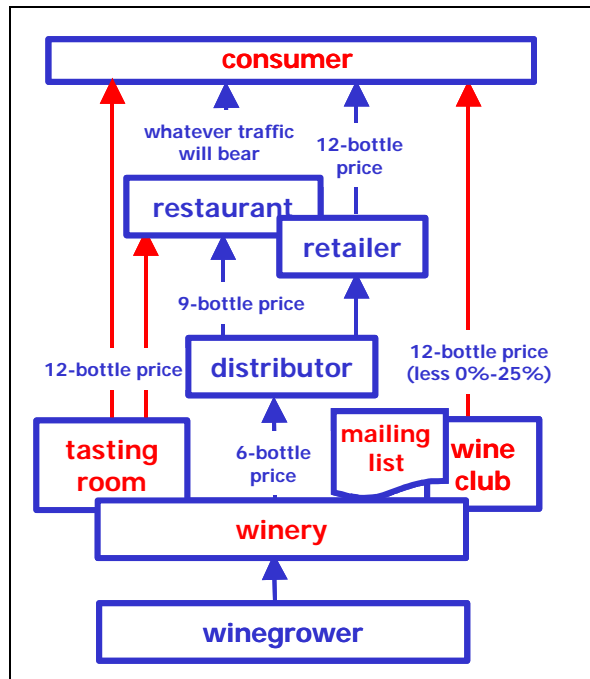 consumer
whatever traffic
will bear
12-bottle
price
restaurant
retailer
9-bottle price
distributor
12-bottle price
12-bottle price
(less 0%-25%)
tasting
room
6-bottle
price
mailing
list
wine
club
winery
winegrower